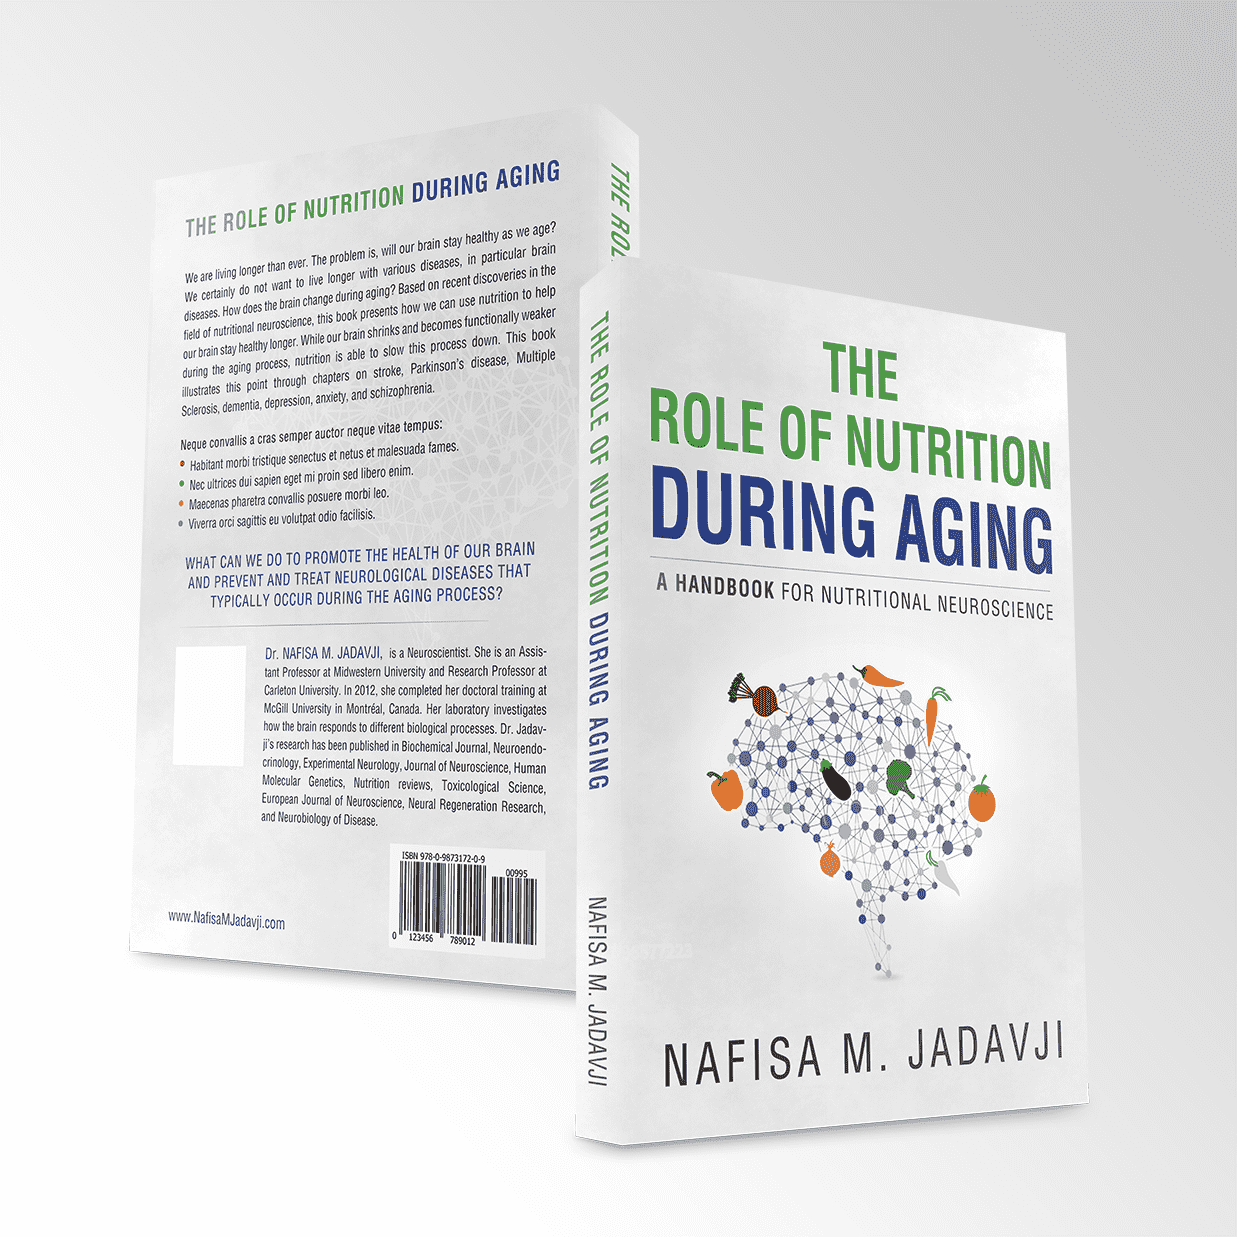 THE ROLE OF NUTRITION DURING AGING
We are living longer than ever. The problem is, will our brain stay healthy as we age?
We certainly do not want to live longer with various diseases, in particular brain
diseases. How does the brain change during aging? Based on recent discoveries in the
field of nutritional neuroscience, this book presents how we can use nutrition to help
our brain stay healthy longer. While our brain shrinks and becomes functionally weaker
during the aging process, nutrition is able to slow this process down. This book
illustrates this point through chapters on stroke, Parkinson's disease, Multiple
Sclerosis, dementia, depression, anxiety, and schizophrenia.
Neque convallis a cras semper auctor neque vitae tempus:
• Habitant morbi tristique senectus et netus et malesuada fames.
• Nec ultrices dui sapien eget mi proin sed libero enim.
• Maecenas pharetra convallis posuere morbi leo.
• Viverra orci sagittis eu volutpat odio facilisis.
WHAT CAN WE DO TO PROMOTE THE HEALTH OF OUR BRAIN
AND PREVENT AND TREAT NEUROLOGICAL DISEASES THAT
TYPICALLY OCCUR DURING THE AGING PROCESS?
Dr. NAFISA M. JADAVJI, is a Neuroscientist. She is an Assis-
tant Professor at Midwestern University and Research Professor at
Carleton University. In 2012, she completed her doctoral training at
McGill University in Montréal, Canada. Her laboratory investigates
how the brain responds to different biological processes. Dr. Jadav-
ji's research has been published in Biochemical Journal, Neuroendo-
crinology, Experimental Neurology, Journal of Neuroscience, Human
Molecular Genetics, Nutrition reviews, Toxicological Science,
European Journal of Neuroscience, Neural Regeneration Research,
and Neurobiology of Disease.
ISBN 978-0-9873172-0-9
00995
0 123456 789012
www.NafisaMJadavji.com
THE ROL
THE ROLE OF NUTRITION DURING AGING
NAFISA M. JADAVJI
THE
ROLE OF NUTRITION
DURING AGING
A HANDBOOK FOR NUTRITIONAL NEUROSCIENCE
NAFISA M. JADAVJI